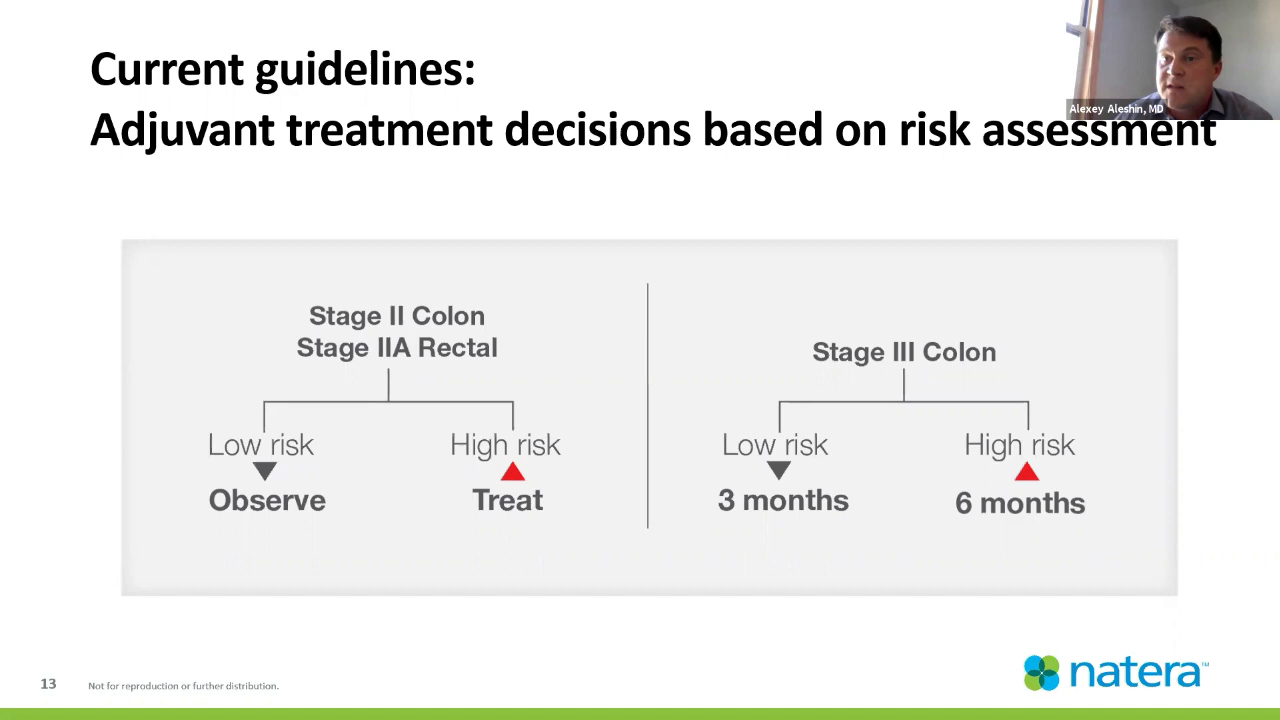 Current guidelines:
Adjuvant treatment decisions based on risk assessment
Alexey Aleshin, MD
Stage II Colon
Stage IIA Rectal
Low risk
High risk
Observe
Treat
Stage III Colon
Low risk
High risk
3 months
6 months
13
Not for reproduction or further distribution.
natera™